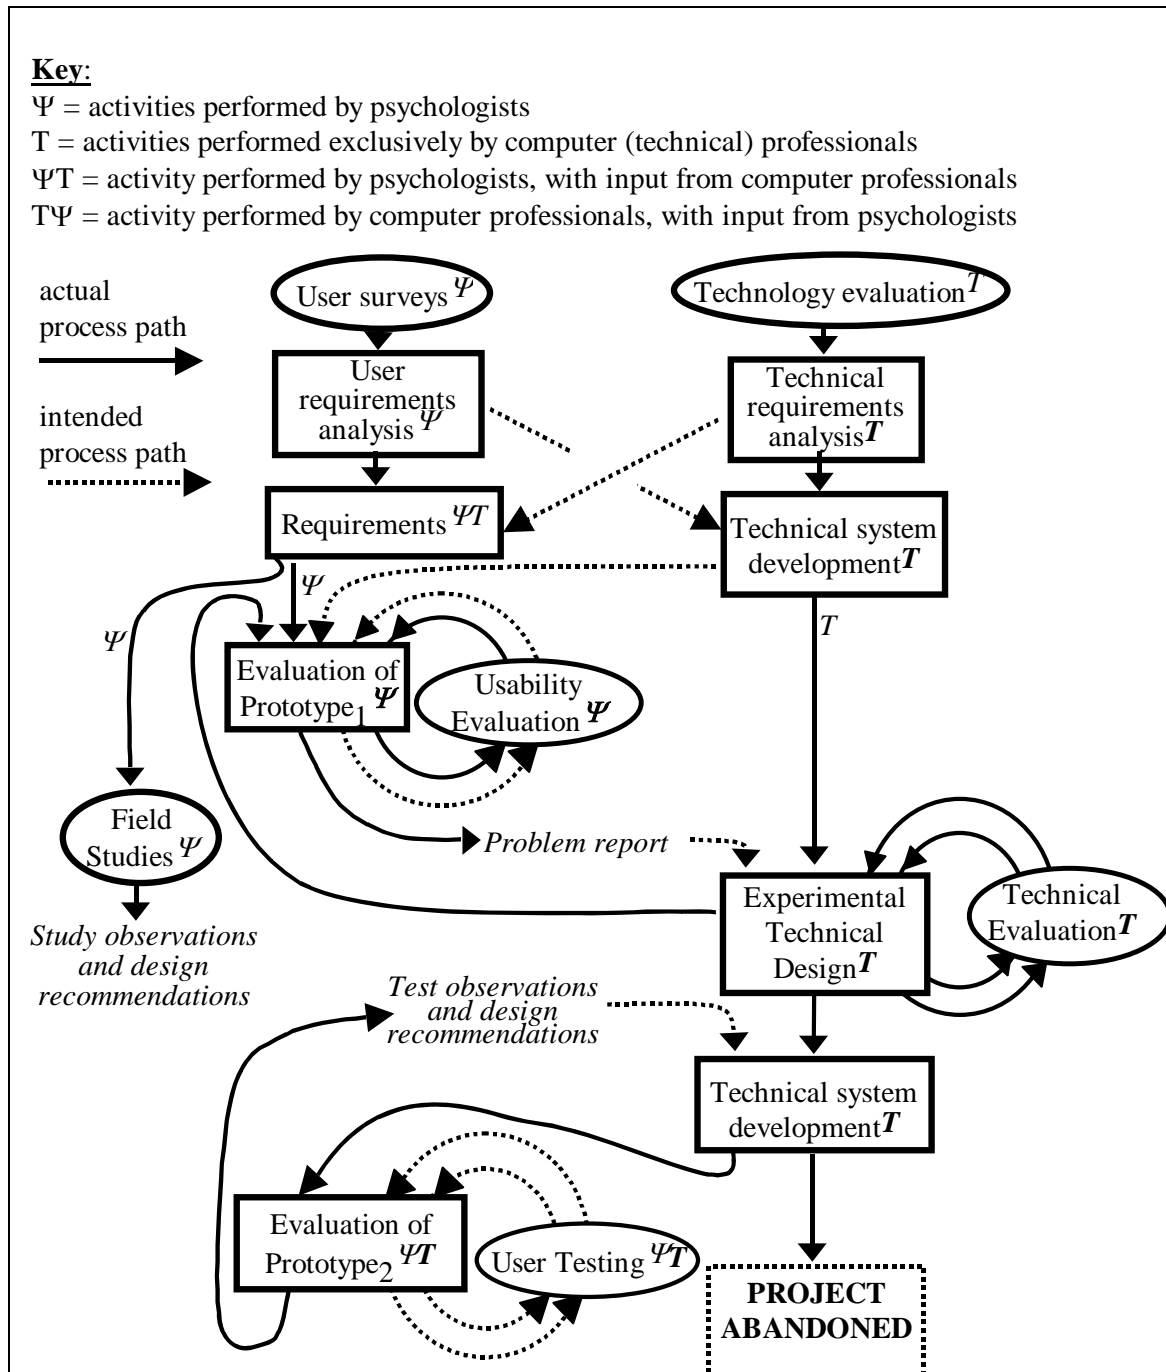 Key:
Ψ = activities performed by psychologists
T = activities performed exclusively by computer (technical) professionals
ΨT = activity performed by psychologists, with input from computer professionals
TΨ = activity performed by computer professionals, with input from psychologists
actual
process path
intended
process path
User surveys Ψ
Technology evaluation T
User
requirements
analysis Ψ
Technical
requirements
analysis T
Requirements ΨT
Technical system
development T
Ψ
Ψ
T
Evaluation of
Prototype1 Ψ
Usability
Evaluation Ψ
Field
Studies Ψ
Problem report
Experimental
Technical
Design T
Technical
Evaluation T
Study observations
and design
recommendations
Test observations
and design
recommendations
Technical system
development T
Evaluation of
Prototype2 ΨT
User Testing ΨT
PROJECT
ABANDONED